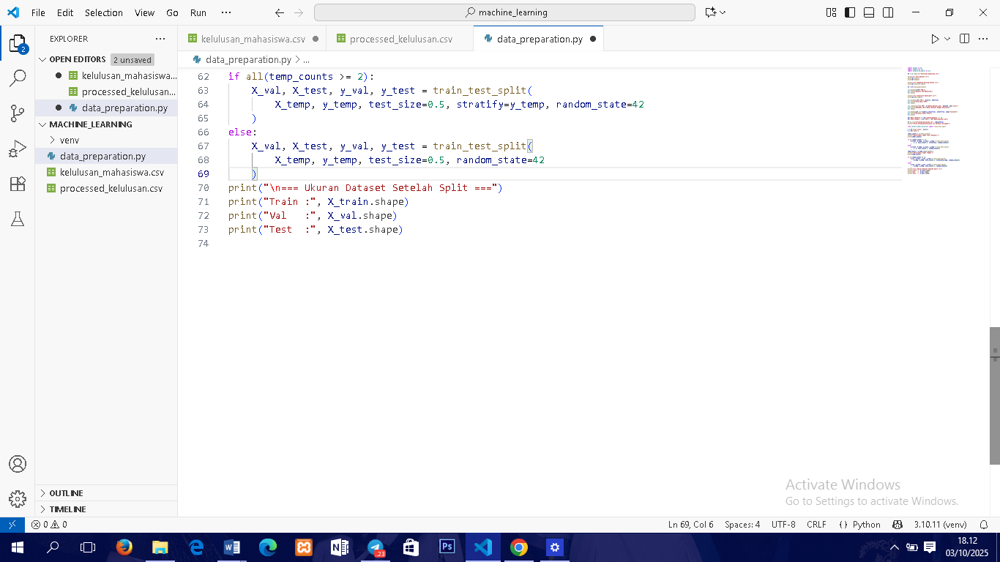 File Edit Selection View Go Run ··· machine_learning
EXPLORER ···
OPEN EDITORS 2 unsaved
kelulusan_mahasiswa...
processed_kelulusan...
data_preparation.py
MACHINE_LEARNING
venv
data_preparation.py
kelulusan_mahasiswa.csv
processed_kelulusan.csv
OUTLINE
TIMELINE
2
kelulusan_mahasiswa.csv processed_kelulusan.csv data_preparation.py
data_preparation.py > ...
62 if all(temp_counts >= 2):
63     X_val, X_test, y_val, y_test = train_test_split(
64         X_temp, y_temp, test_size=0.5, stratify=y_temp, random_state=42
65     )
66 else:
67     X_val, X_test, y_val, y_test = train_test_split(
68         X_temp, y_temp, test_size=0.5, random_state=42
69     )
70 print("\n=== Ukuran Dataset Setelah Split ===")
71 print("Train :", X_train.shape)
72 print("Val   :", X_val.shape)
73 print("Test  :", X_test.shape)
74
Activate Windows
Go to Settings to activate Windows.
0 0 Ln 69, Col 6 Spaces: 4 UTF-8 CRLF {} Python 3.10.11 (venv)
23 Ps
18.12
03/10/2025